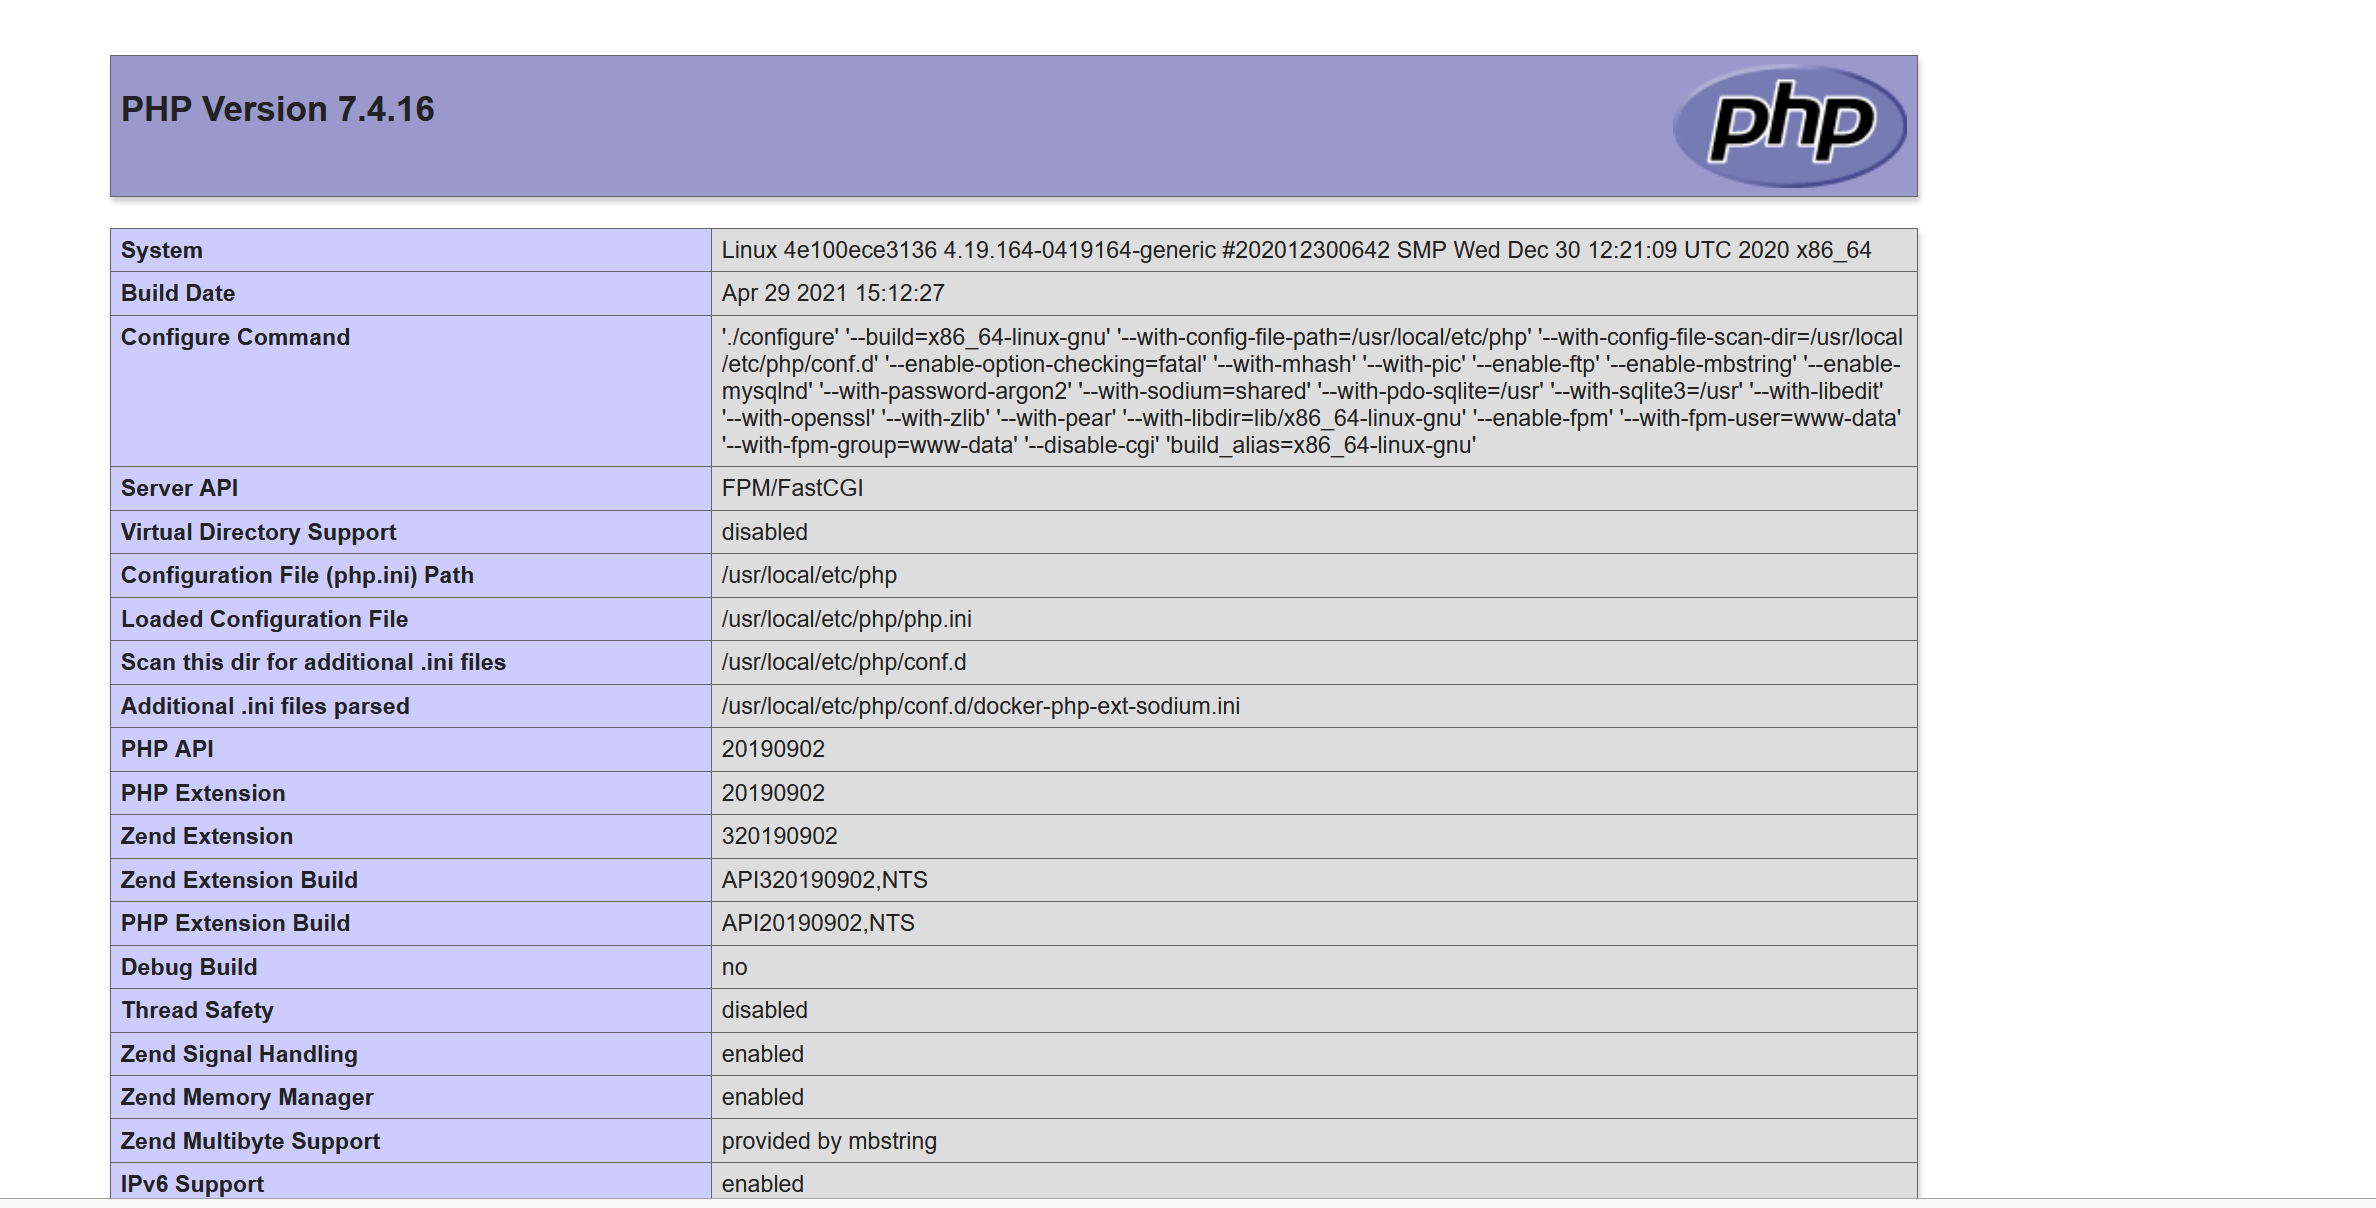 PHP Version 7.4.16
php
System Linux 4e100ece3136 4.19.164-0419164-generic #202012300642 SMP Wed Dec 30 12:21:09 UTC 2020 x86_64
Build Date Apr 29 2021 15:12:27
Configure Command './configure' '--build=x86_64-linux-gnu' '--with-config-file-path=/usr/local/etc/php' '--with-config-file-scan-dir=/usr/local
/etc/php/conf.d' '--enable-option-checking=fatal' '--with-mhash' '--with-pic' '--enable-ftp' '--enable-mbstring' '--enable-
mysqlnd' '--with-password-argon2' '--with-sodium=shared' '--with-pdo-sqlite=/usr' '--with-sqlite3=/usr' '--with-libedit'
'--with-openssl' '--with-zlib' '--with-pear' '--with-libdir=lib/x86_64-linux-gnu' '--enable-fpm' '--with-fpm-user=www-data'
'--with-fpm-group=www-data' '--disable-cgi' 'build_alias=x86_64-linux-gnu'
Server API FPM/FastCGI
Virtual Directory Support disabled
Configuration File (php.ini) Path /usr/local/etc/php
Loaded Configuration File /usr/local/etc/php/php.ini
Scan this dir for additional .ini files /usr/local/etc/php/conf.d
Additional .ini files parsed /usr/local/etc/php/conf.d/docker-php-ext-sodium.ini
PHP API 20190902
PHP Extension 20190902
Zend Extension 320190902
Zend Extension Build API320190902,NTS
PHP Extension Build API20190902,NTS
Debug Build no
Thread Safety disabled
Zend Signal Handling enabled
Zend Memory Manager enabled
Zend Multibyte Support provided by mbstring
IPv6 Support enabled